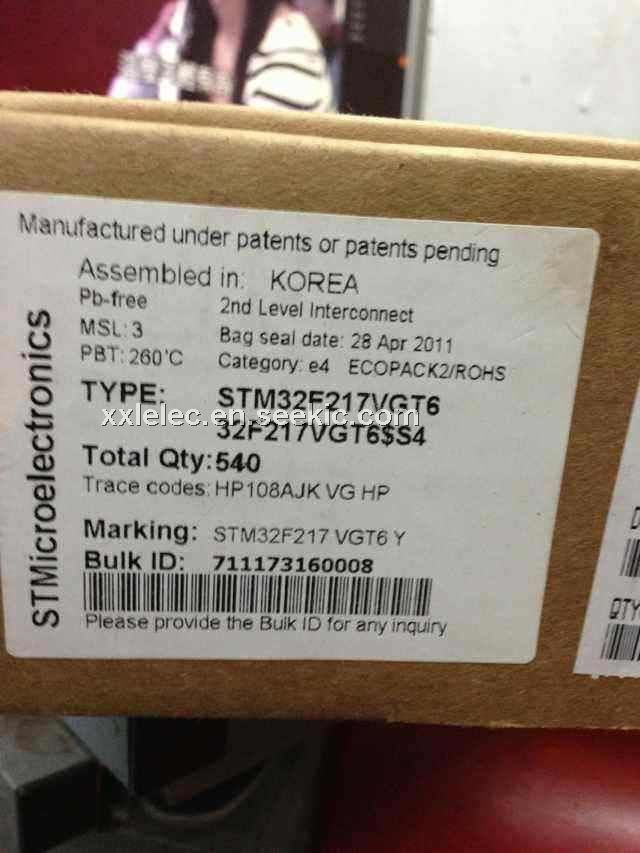 Manufactured under patents or patents pending
Assembled in: KOREA
Pb-free 2nd Level Interconnect
MSL: 3 Bag seal date: 28 Apr 2011
PBT: 260°C Category: e4 ECOPACK2/ROHS
TYPE: STM32F217VGT6
xxlelec.en.seekic.com
32F217VGT6$S4
Total Qty: 540
Trace codes: HP108AJK VG HP
Marking: STM32F217 VGT6 Y
Bulk ID: 711173160008
Please provide the Bulk ID for any inquiry
STMicroelectronics
QTY